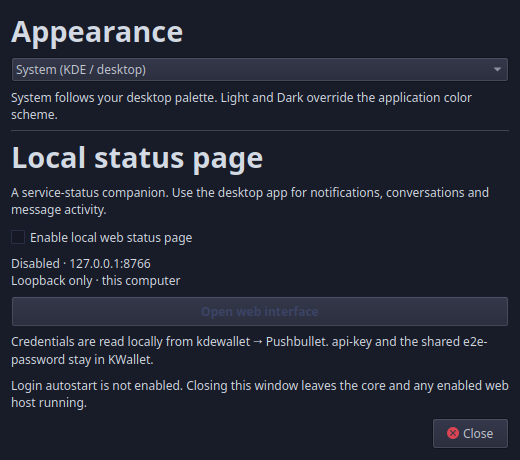 Appearance
System (KDE / desktop)
System follows your desktop palette. Light and Dark override the application color
scheme.
Local status page
A service-status companion. Use the desktop app for notifications, conversations and
message activity.
Enable local web status page
Disabled · 127.0.0.1:8766
Loopback only · this computer
Open web interface
Credentials are read locally from kdewallet → Pushbullet. api-key and the shared e2e-
password stay in KWallet.
Login autostart is not enabled. Closing this window leaves the core and any enabled web
host running.
Close